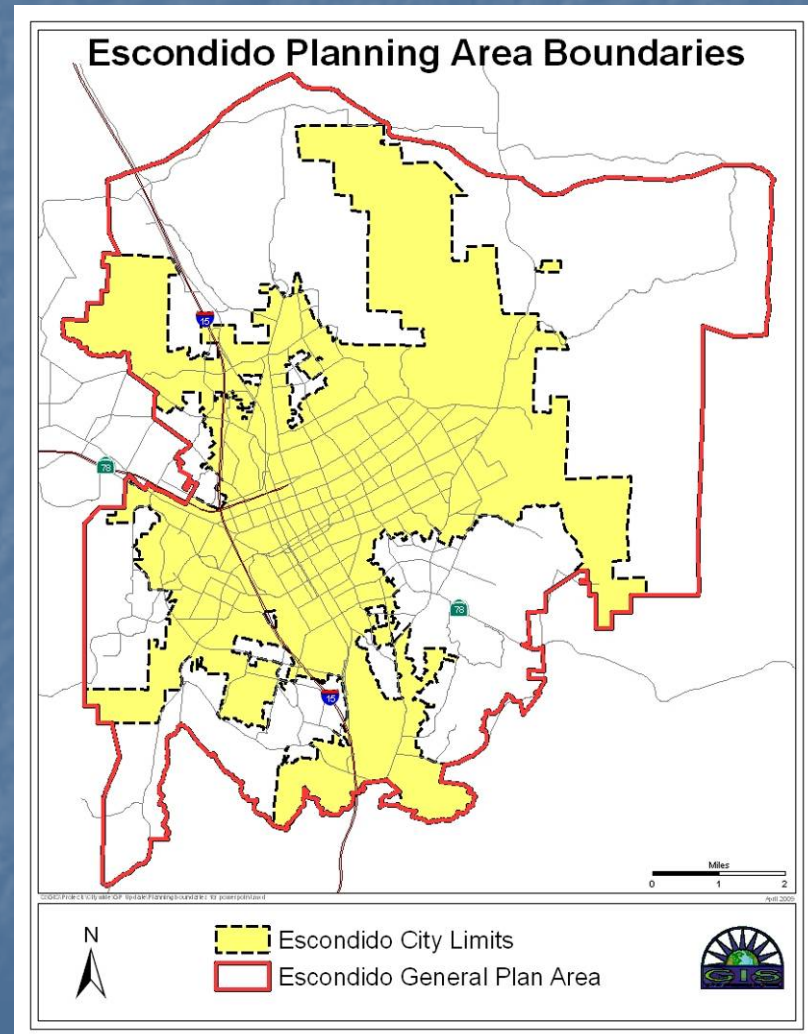 Escondido Planning Area Boundaries
15
78
78
15
Miles
0 1 2
April 2009
N
Escondido City Limits
Escondido General Plan Area
GIS